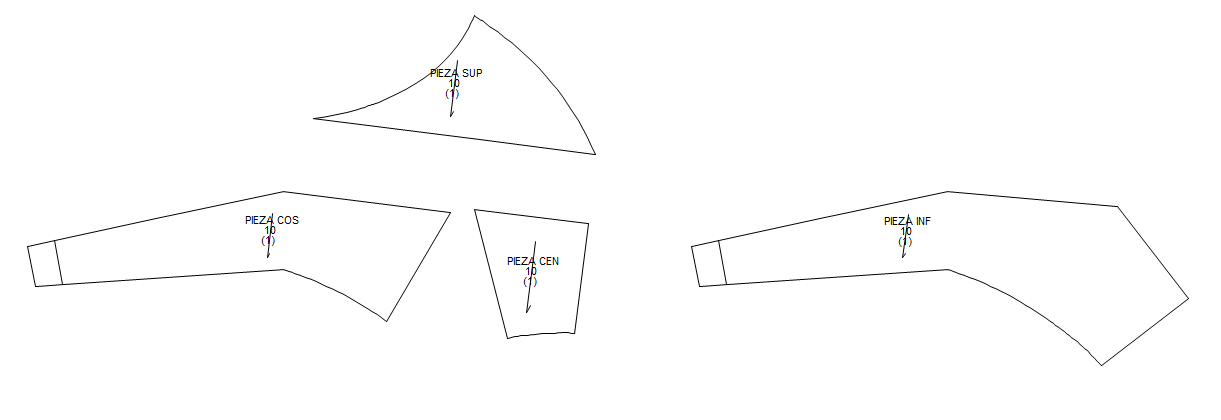 PIEZA SUP
10
(1)
PIEZA COS
10
(1)
PIEZA CEN
10
(1)
PIEZA INF
10
(1)